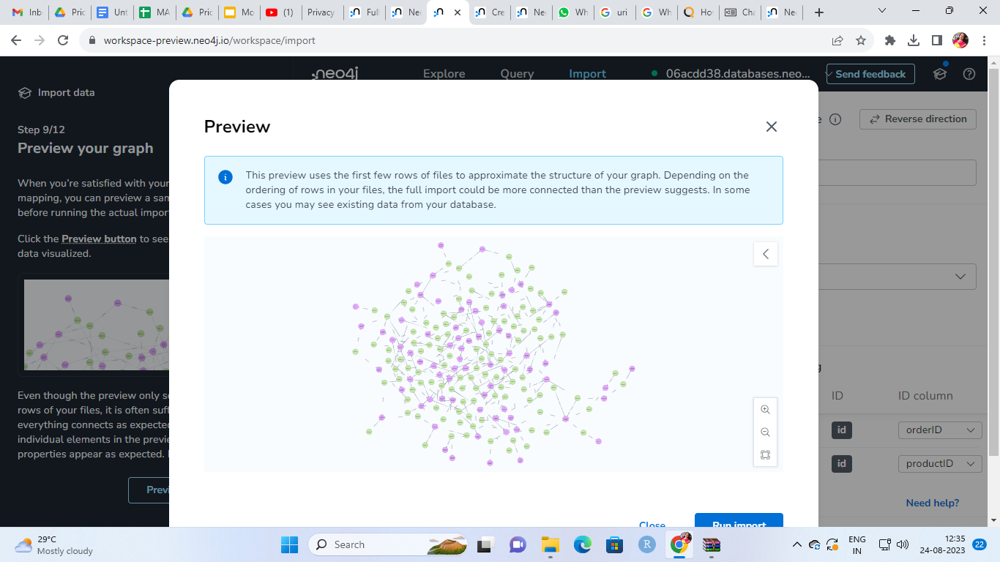 Inb
Pric
Unt
MA
Pric
Mo
(1)
Privacy
Full
Nec
Cre
Nec
Wh
uri
Wh
Hov
Cha
Nec
workspace-preview.neo4j.io/workspace/import
neo4j
Explore
Query
Import
06acdd38.databases.neo...
Send feedback
Import data
Step 9/12
Preview your graph
When you're satisfied with your
mapping, you can preview a sam
before running the actual impor
Click the Preview button to see
data visualized.
Even though the preview only sc
rows of your files, it is often suff
everything connects as expected
individual elements in the previe
properties appear as expected. I
Previ
Preview
This preview uses the first few rows of files to approximate the structure of your graph. Depending on the
ordering of rows in your files, the full import could be more connected than the preview suggests. In some
cases you may see existing data from your database.
Close
Run import
e
Reverse direction
g
ID
ID column
id
orderID
id
productID
Need help?
29°C
Mostly cloudy
Search
ENG
IN
12:35
24-08-2023
22